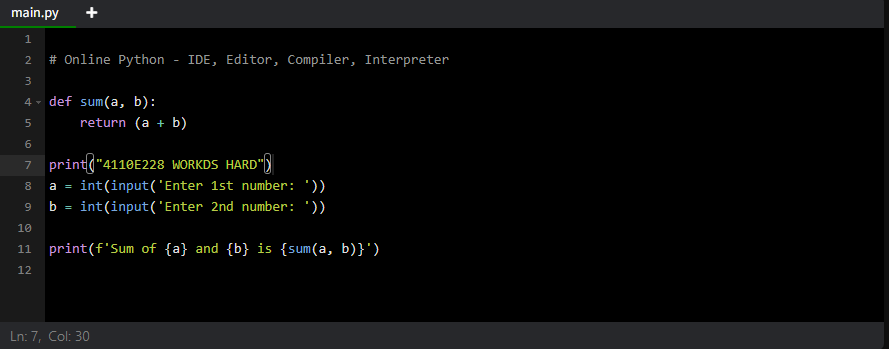 main.py +
1
2 # Online Python - IDE, Editor, Compiler, Interpreter
3
4 def sum(a, b):
5     return (a + b)
6
7 print("4110E228 WORKDS HARD")
8 a = int(input('Enter 1st number: '))
9 b = int(input('Enter 2nd number: '))
10
11 print(f'Sum of {a} and {b} is {sum(a, b)}')
12
Ln: 7, Col: 30